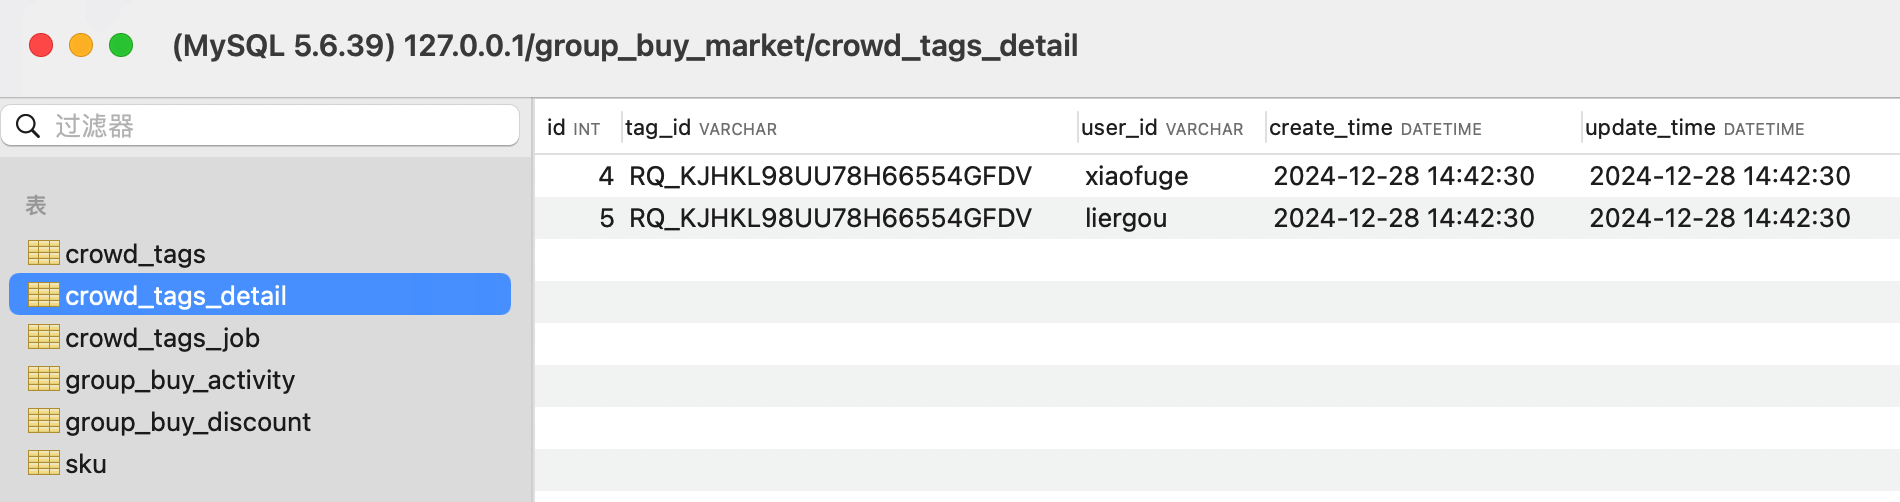 (MySQL 5.6.39) 127.0.0.1/group_buy_market/crowd_tags_detail
过滤器
表
crowd_tags
crowd_tags_detail
crowd_tags_job
group_buy_activity
group_buy_discount
sku
id INT tag_id VARCHAR user_id VARCHAR create_time DATETIME update_time DATETIME
4 RQ_KJHKL98UU78H66554GFDV xiaofuge 2024-12-28 14:42:30 2024-12-28 14:42:30
5 RQ_KJHKL98UU78H66554GFDV liergou 2024-12-28 14:42:30 2024-12-28 14:42:30